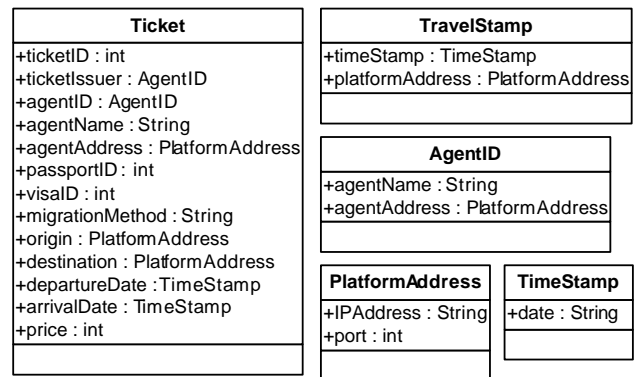 Ticket
+ticketID : int
+ticketIssuer : AgentID
+agentID : AgentID
+agentName : String
+agentAddress : PlatformAddress
+passportID : int
+visaID : int
+migrationMethod : String
+origin : PlatformAddress
+destination : PlatformAddress
+departureDate : TimeStamp
+arrivalDate : TimeStamp
+price : int
TravelStamp
+timeStamp : TimeStamp
+platformAddress : PlatformAddress
AgentID
+agentName : String
+agentAddress : PlatformAddress
PlatformAddress
+IPAddress : String
+port : int
TimeStamp
+date : String